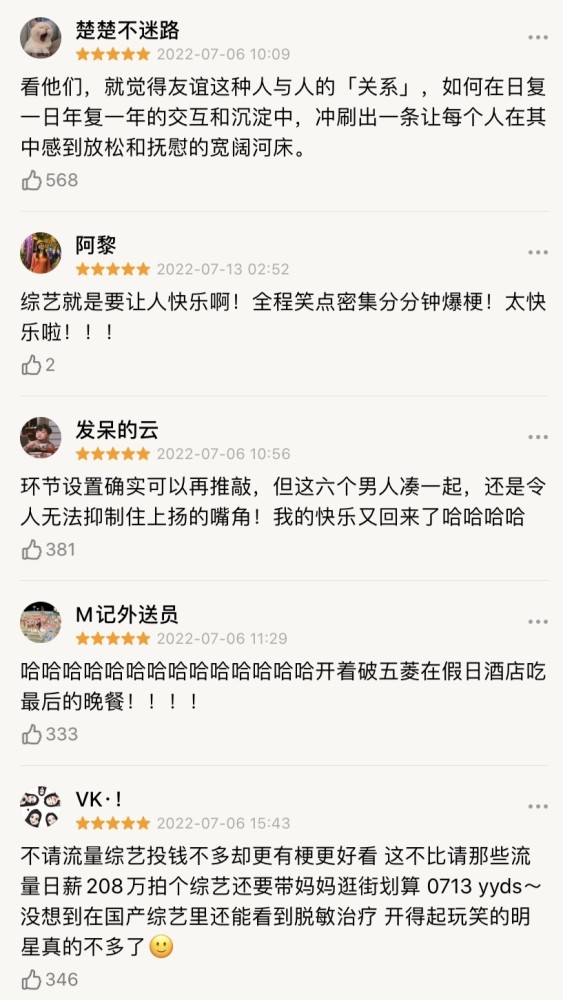 楚楚不迷路
2022-07-06 10:09
看他们，就觉得友谊这种人与人的「关系」，如何在日复
一日年复一年的交互和沉淀中，冲刷出一条让每个人在其
中感到放松和抚慰的宽阔河床。
568
阿黎
2022-07-13 02:52
综艺就是要让人快乐啊！全程笑点密集分分钟爆梗！太快
乐啦！！！
2
发呆的云
2022-07-06 10:56
环节设置确实可以再推敲，但这六个男人凑一起，还是令
人无法抑制住上扬的嘴角！我的快乐又回来了哈哈哈哈
381
M记外送员
2022-07-06 11:29
哈哈哈哈哈哈哈哈哈哈哈哈哈哈开着破五菱在假日酒店吃
最后的晚餐！！！！
333
VK·！
2022-07-06 15:43
不请流量综艺投钱不多却更有梗更好看 这不比请那些流
量日薪208万拍个综艺还要带妈妈逛街划算 0713 yyds～
没想到在国产综艺里还能看到脱敏治疗 开得起玩笑的明
星真的不多了🙂
346